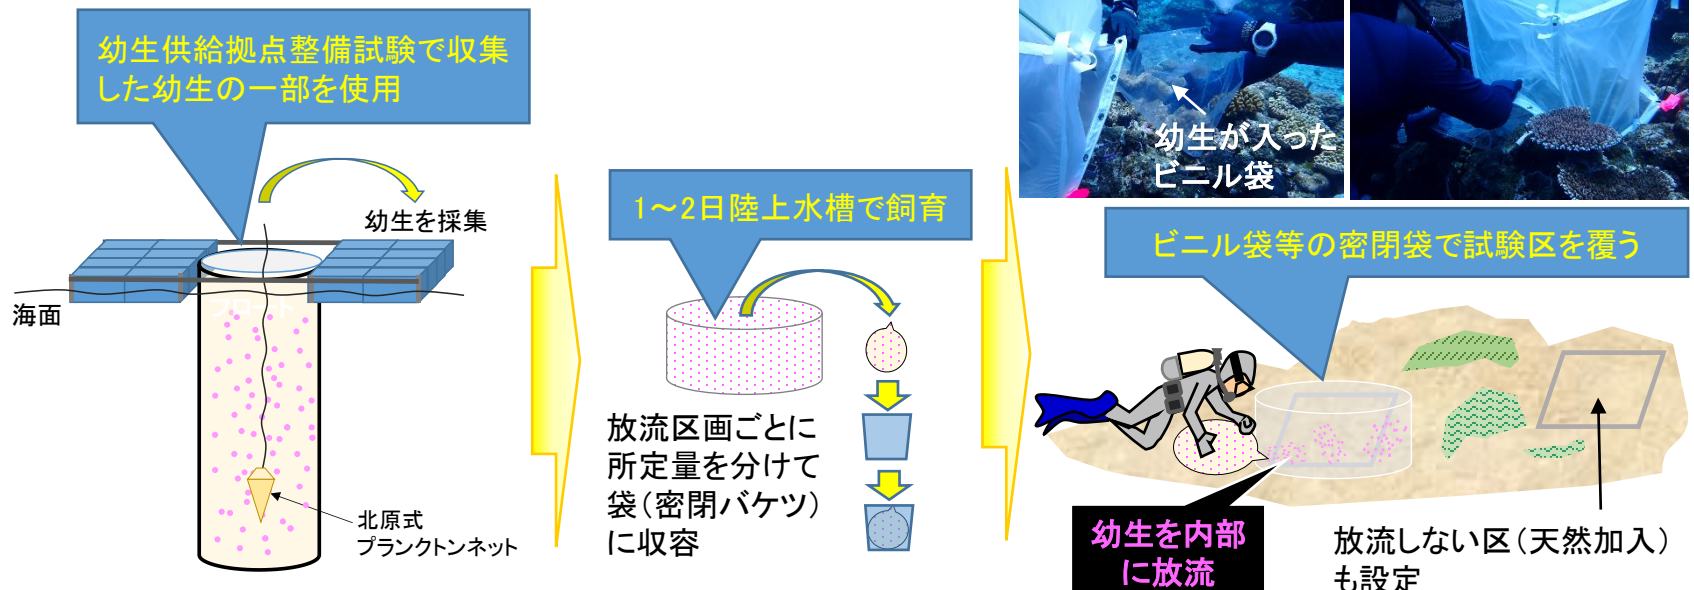 幼生供給拠点整備試験で収集
した幼生の一部を使用
幼生を採集
海面
フロート
北原式
プランクトンネット
1～2日陸上水槽で飼育
放流区画ごとに
所定量を分けて
袋(密閉バケツ)
に収容
幼生が入った
ビニル袋
ビニル袋等の密閉袋で試験区を覆う
幼生を内部
に放流
放流しない区(天然加入)
も設定